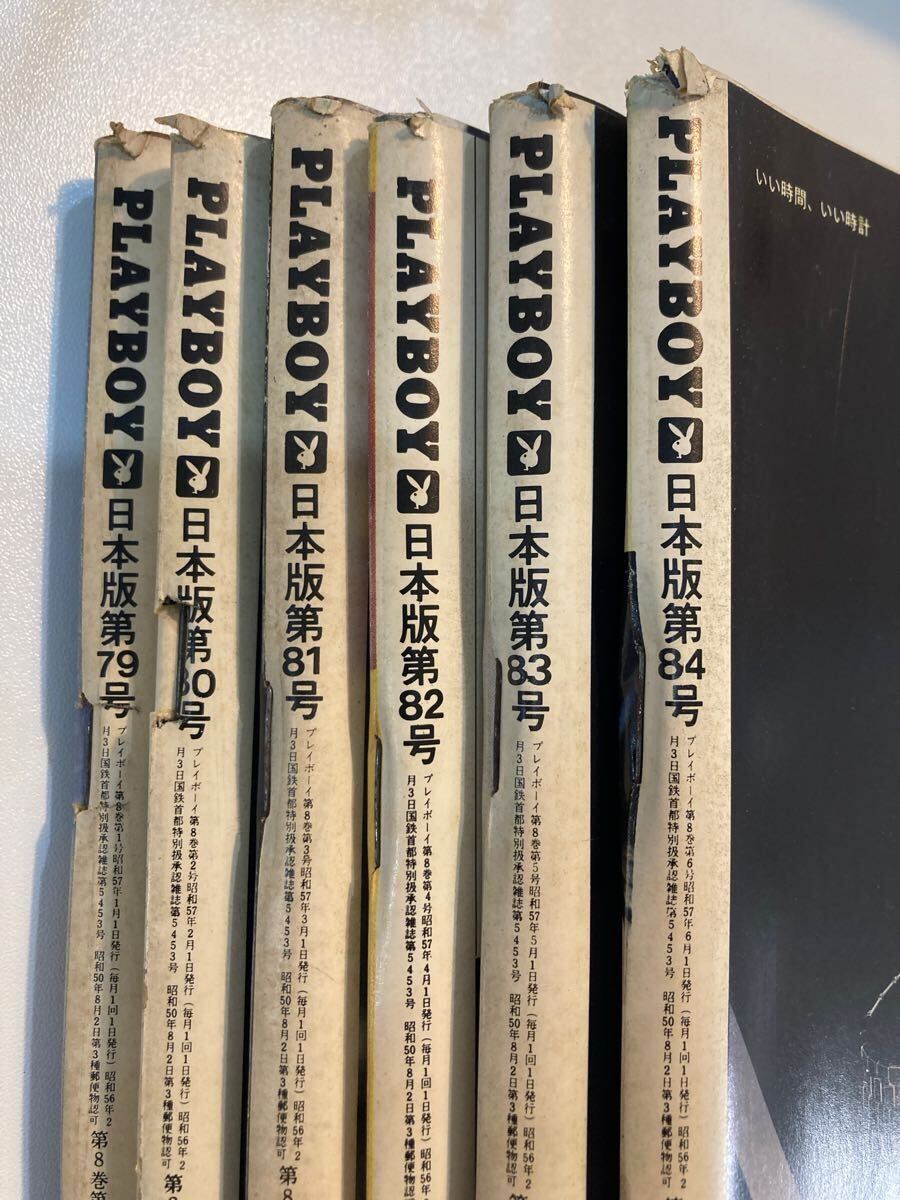 PLAYBOY 日本版第79号
プレイボーイ第8巻第1号昭和57年1月1日発行(毎月1回1日発行)昭和56年2
月3日国鉄首都特別扱承認雑誌第5453号 昭和50年8月2日第3種郵便物認可
第8巻第
PLAYBOY 日本版第80号
プレイボーイ第8巻第2号昭和57年2月1日発行(毎月1回1日発行)昭和56年2
月3日国鉄首都特別扱承認雑誌第5453号 昭和50年8月2日第3種郵便物認可
第8
PLAYBOY 日本版第81号
プレイボーイ第8巻第3号昭和57年3月1日発行(毎月1回1日発行)昭和56年2
月3日国鉄首都特別扱承認雑誌第5453号 昭和50年8月2日第3種郵便物認可
第8
PLAYBOY 日本版第82号
プレイボーイ第8巻第4号昭和57年4月1日発行(毎月1回1日発行)昭和56年2
月3日国鉄首都特別扱承認雑誌第5453号 昭和50年8月2日第3種郵便物認可
PLAYBOY 日本版第83号
プレイボーイ第8巻第5号昭和57年5月1日発行(毎月1回1日発行)昭和56年2
月3日国鉄首都特別扱承認雑誌第5453号 昭和50年8月2日第3種郵便物認可
第
PLAYBOY 日本版第84号
プレイボーイ第8巻第6号昭和57年6月1日発行(毎月1回1日発行)昭和56年2
月3日国鉄首都特別扱承認雑誌第5453号 昭和50年8月2日第3種郵便物認可
第
いい時間、いい時計